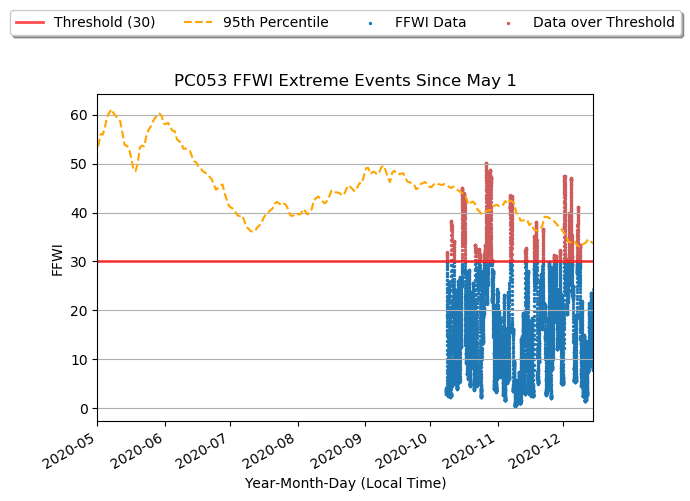 Threshold (30) 95th Percentile FFWI Data Data over Threshold
PC053 FFWI Extreme Events Since May 1
FFWI
60
50
40
30
20
10
0
2020-05 2020-06 2020-07 2020-08 2020-09 2020-10 2020-11 2020-12
Year-Month-Day (Local Time)